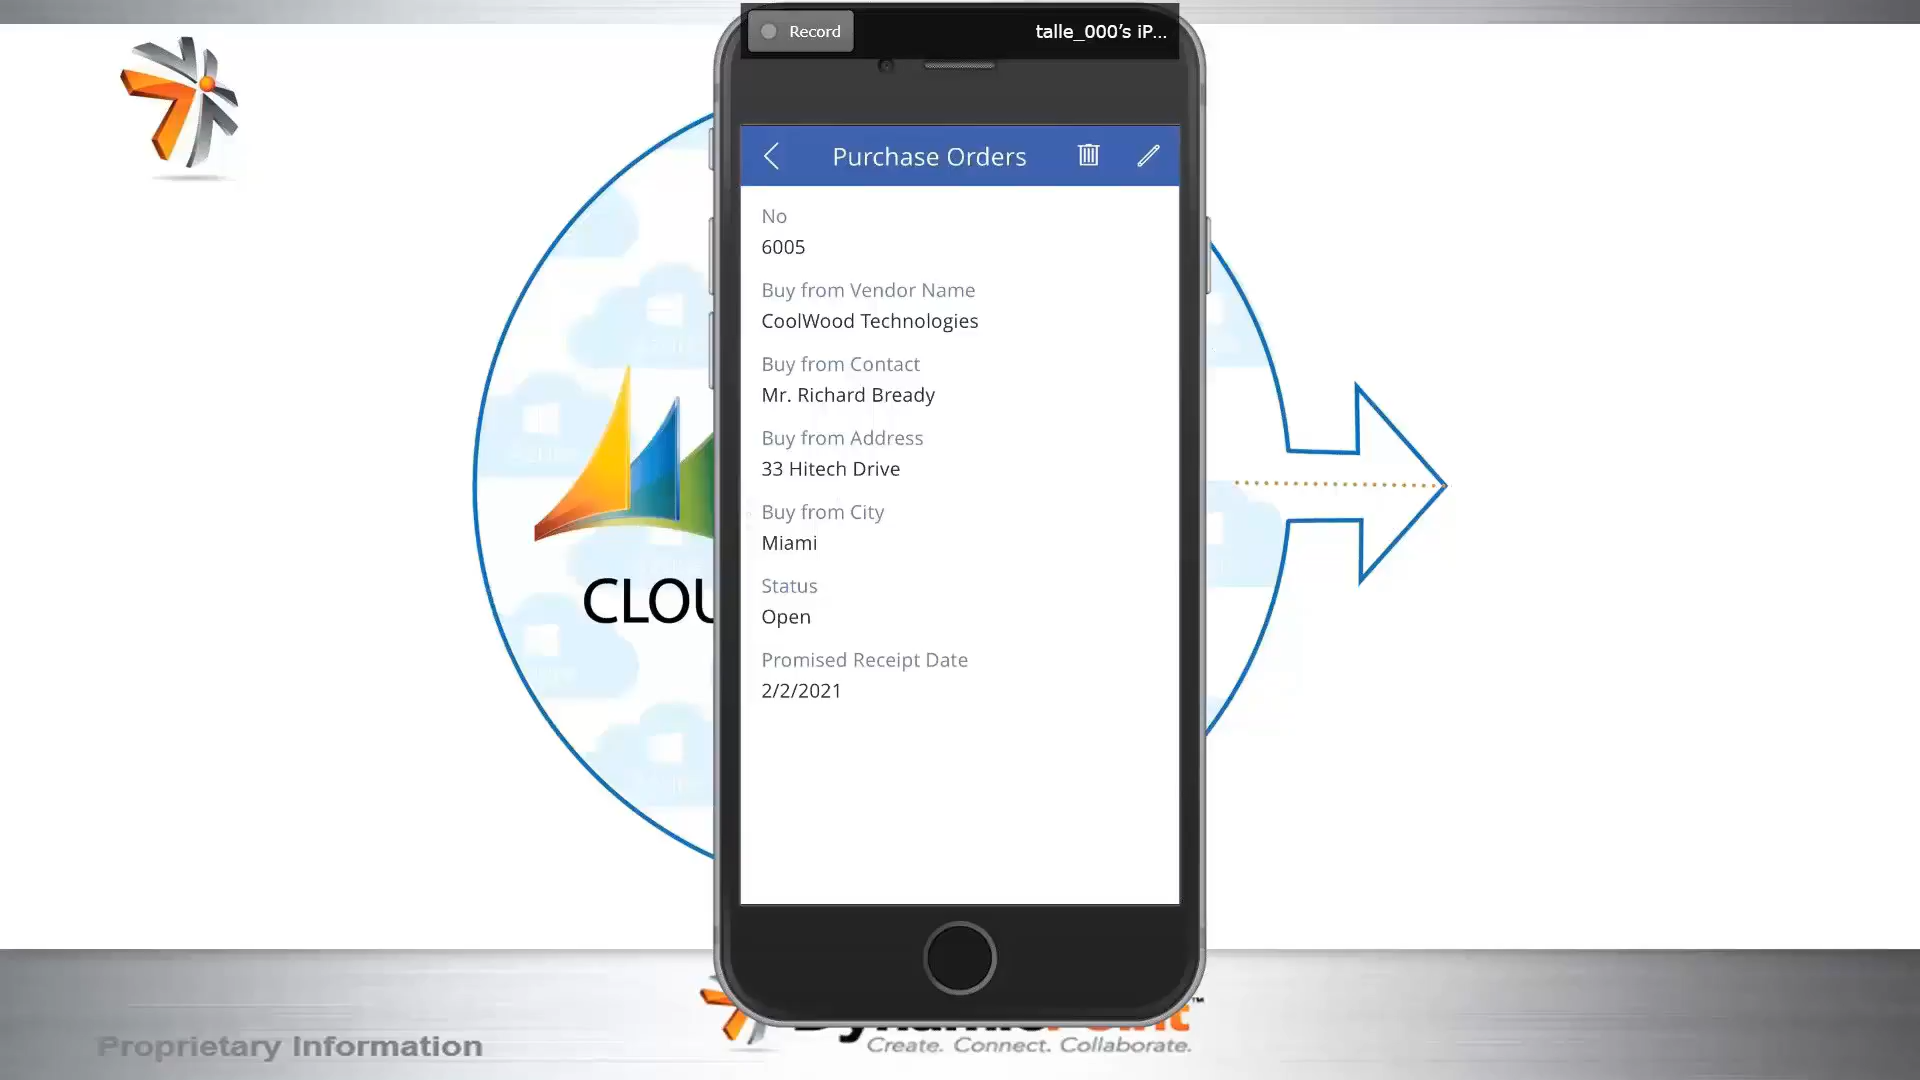 Record
talle_000's iP...
Purchase Orders
No
6005
Buy from Vendor Name
CoolWood Technologies
Buy from Contact
Mr. Richard Bready
Buy from Address
33 Hitech Drive
Buy from City
Miami
Status
Open
Promised Receipt Date
2/2/2021
CLOU
Proprietary Information
DynamicPoint™
Create. Connect. Collaborate.